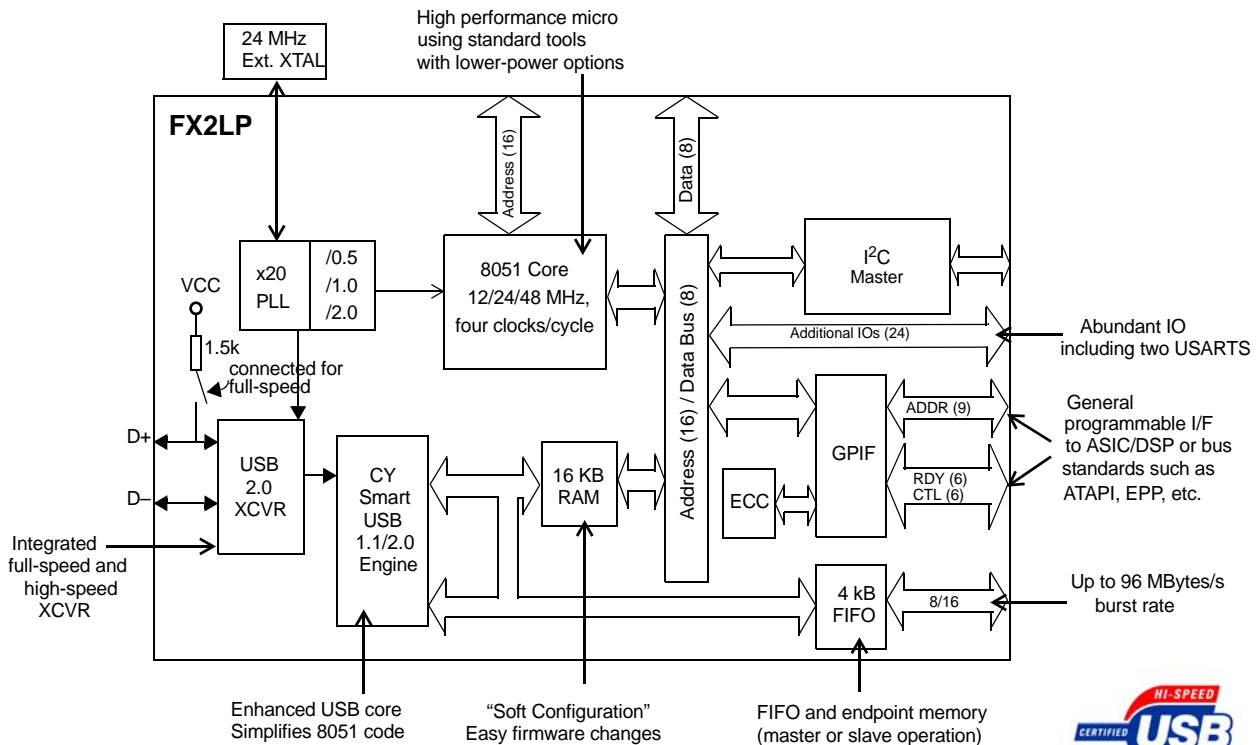 High performance micro
using standard tools
with lower-power options
24 MHz
Ext. XTAL
FX2LP
Address (16)
Data (8)
x20
PLL
/0.5
/1.0
/2.0
8051 Core
12/24/48 MHz,
four clocks/cycle
I2C
Master
VCC
1.5k
connected for
full-speed
Address (16) / Data Bus (8)
Additional IOs (24)
Abundant IO
including two USARTS
D+
D–
USB
2.0
XCVR
CY
Smart
USB
1.1/2.0
Engine
16 KB
RAM
ECC
GPIF
ADDR (9)
RDY (6)
CTL (6)
General
programmable I/F
to ASIC/DSP or bus
standards such as
ATAPI, EPP, etc.
Integrated
full-speed and
high-speed
XCVR
4 kB
FIFO
8/16
Up to 96 MBytes/s
burst rate
Enhanced USB core
Simplifies 8051 code
“Soft Configuration”
Easy firmware changes
FIFO and endpoint memory
(master or slave operation)
HI-SPEED
CERTIFIED USB